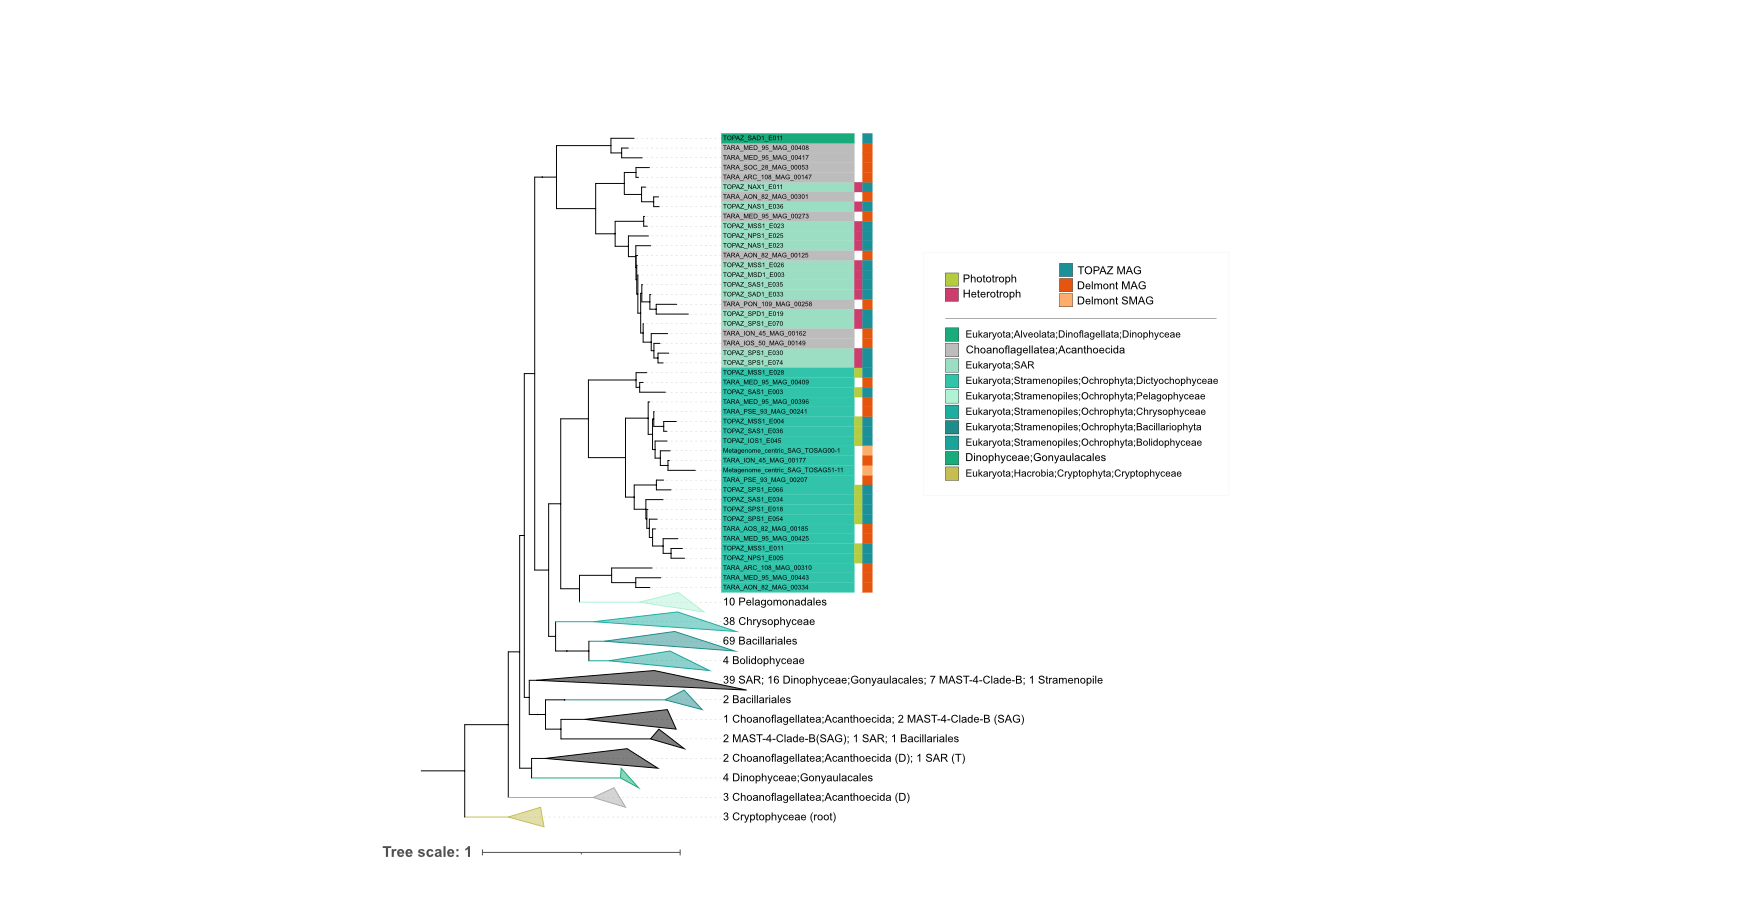 TOPAZ_SAD1_E011
TARA_MED_95_MAG_00408
TARA_MED_95_MAG_00417
TARA_SOC_28_MAG_00053
TARA_ARC_108_MAG_00147
TOPAZ_NAX1_E011
TARA_AON_82_MAG_00301
TOPAZ_NAS1_E036
TARA_MED_95_MAG_00273
TOPAZ_MSS1_E023
TOPAZ_NPS1_E025
TOPAZ_NAS1_E023
TARA_AON_82_MAG_00125
TOPAZ_MSS1_E026
TOPAZ_MSD1_E003
TOPAZ_SAS1_E035
TOPAZ_SAD1_E033
TARA_PON_109_MAG_00258
TOPAZ_SPD1_E019
TOPAZ_SPS1_E070
TARA_ION_45_MAG_00162
TARA_IOS_50_MAG_00149
TOPAZ_SPS1_E030
TOPAZ_SPS1_E074
TOPAZ_MSS1_E028
TARA_MED_95_MAG_00409
TOPAZ_SAS1_E003
TARA_MED_95_MAG_00396
TARA_PSE_93_MAG_00241
TOPAZ_MSS1_E004
TOPAZ_SAS1_E036
TOPAZ_IOS1_E045
Metagenome_centric_SAG_TOSAG00-1
TARA_ION_45_MAG_00177
Metagenome_centric_SAG_TOSAG51-11
TARA_PSE_93_MAG_00207
TOPAZ_SPS1_E066
TOPAZ_SAS1_E034
TOPAZ_SPS1_E018
TOPAZ_SPS1_E054
TARA_AOS_82_MAG_00185
TARA_MED_95_MAG_00425
TOPAZ_MSS1_E011
TOPAZ_NPS1_E005
TARA_ARC_108_MAG_00310
TARA_MED_95_MAG_00443
TARA_AON_82_MAG_00334
10 Pelagomonadales
38 Chrysophyceae
69 Bacillariales
4 Bolidophyceae
39 SAR; 16 Dinophyceae;Gonyaulacales; 7 MAST-4-Clade-B; 1 Stramenopile
2 Bacillariales
1 Choanoflagellatea;Acanthoecida; 2 MAST-4-Clade-B (SAG)
2 MAST-4-Clade-B(SAG); 1 SAR; 1 Bacillariales
2 Choanoflagellatea;Acanthoecida (D); 1 SAR (T)
4 Dinophyceae;Gonyaulacales
3 Choanoflagellatea;Acanthoecida (D)
3 Cryptophyceae (root)
Tree scale: 1
Phototroph
Heterotroph
TOPAZ MAG
Delmont MAG
Delmont SMAG
Eukaryota;Alveolata;Dinoflagellata;Dinophyceae
Choanoflagellatea;Acanthoecida
Eukaryota;SAR
Eukaryota;Stramenopiles;Ochrophyta;Dictyochophyceae
Eukaryota;Stramenopiles;Ochrophyta;Pelagophyceae
Eukaryota;Stramenopiles;Ochrophyta;Chrysophyceae
Eukaryota;Stramenopiles;Ochrophyta;Bacillariophyta
Eukaryota;Stramenopiles;Ochrophyta;Bolidophyceae
Dinophyceae;Gonyaulacales
Eukaryota;Hacrobia;Cryptophyta;Cryptophyceae